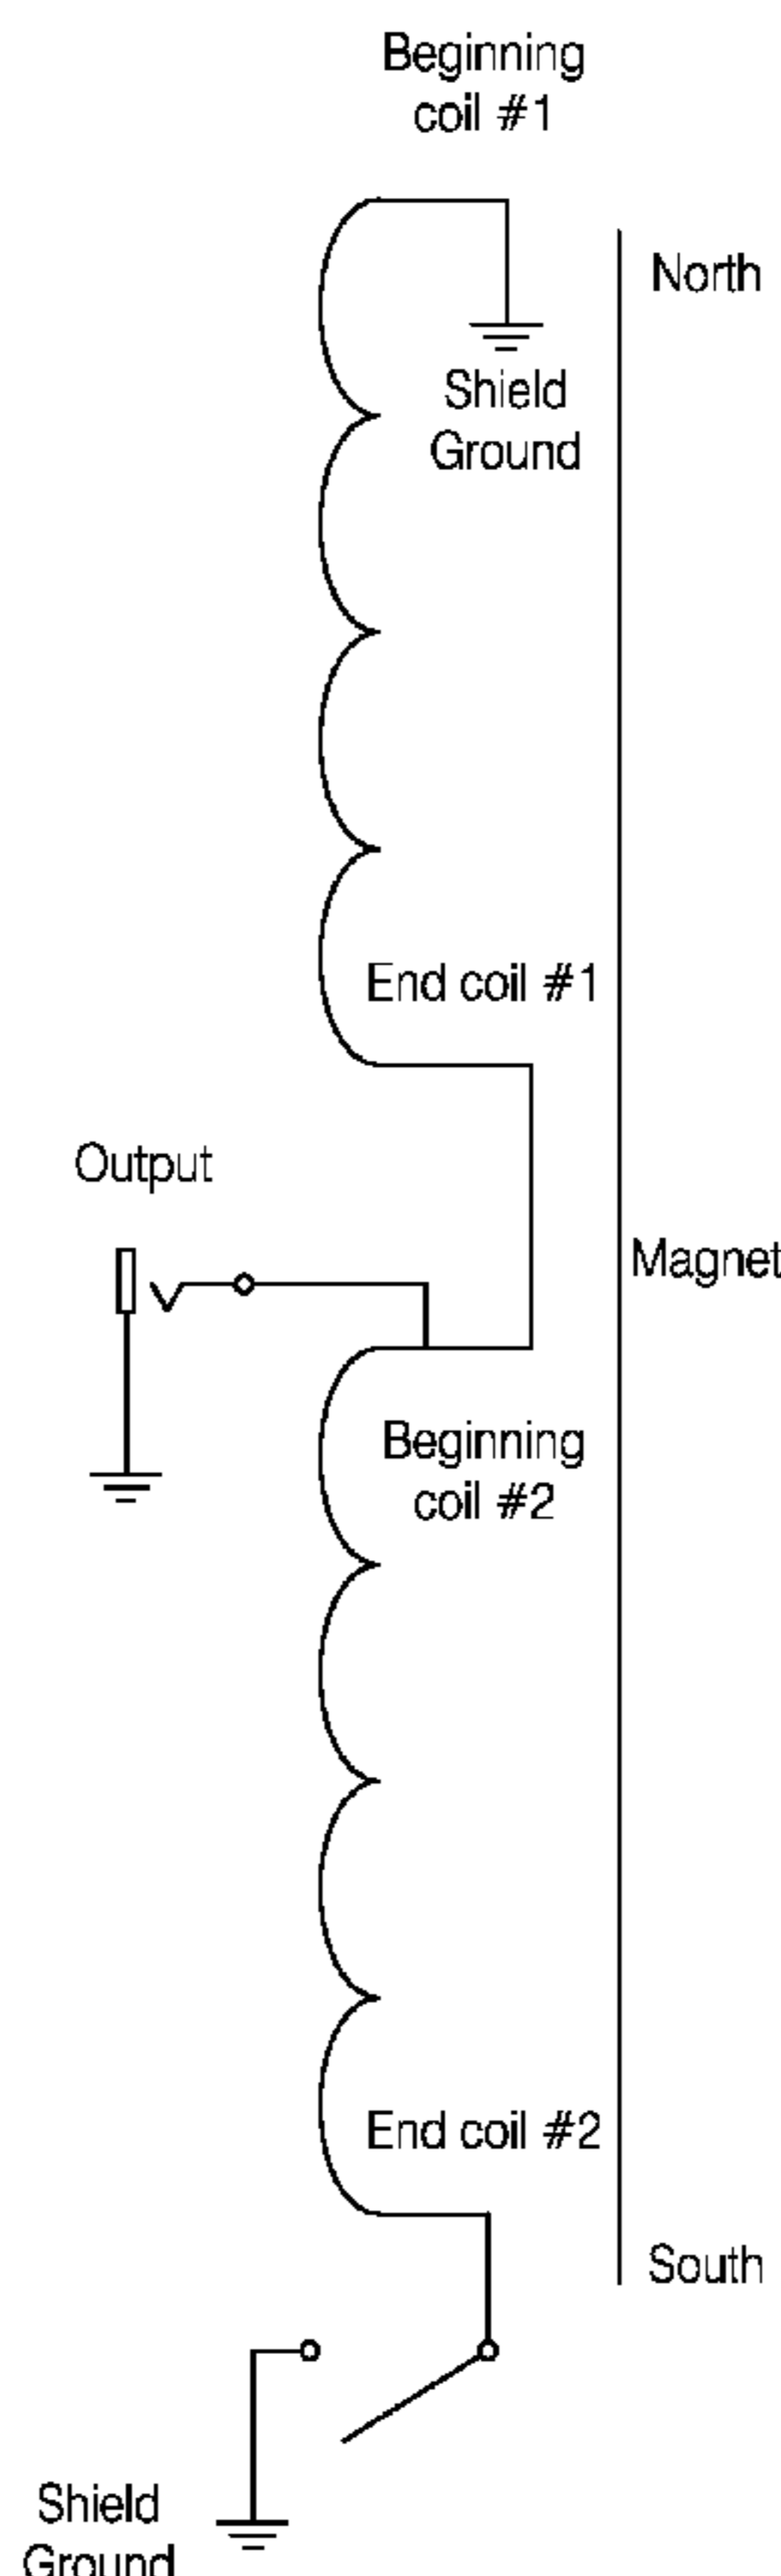 Beginning
coil #1
North
Shield
Ground
End coil #1
Output
Magnet
Beginning
coil #2
End coil #2
South
Shield
Ground